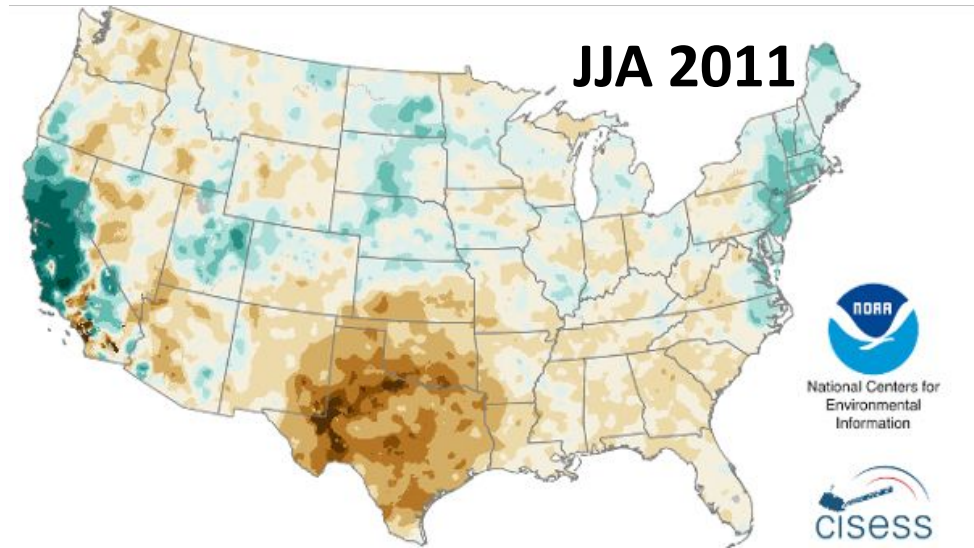 JJA 2011
NOAA
National Centers for
Environmental
Information
cisess